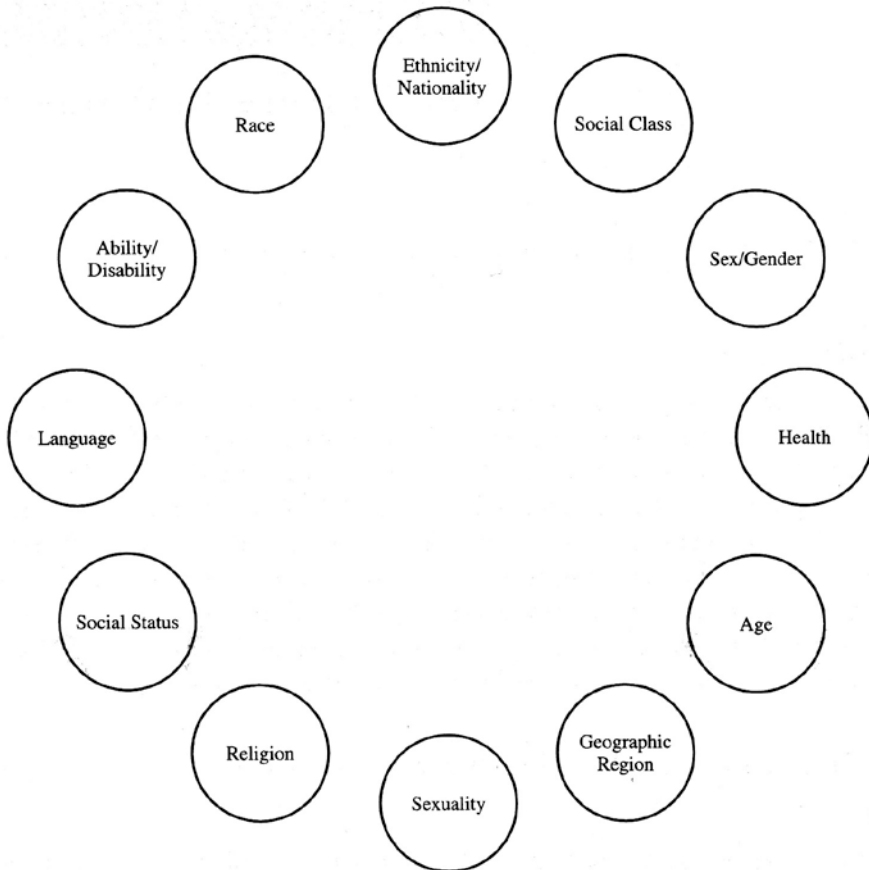 Ethnicity/
Nationality
Race
Social Class
Ability/
Disability
Sex/Gender
Language
Health
Social Status
Age
Religion
Geographic
Region
Sexuality